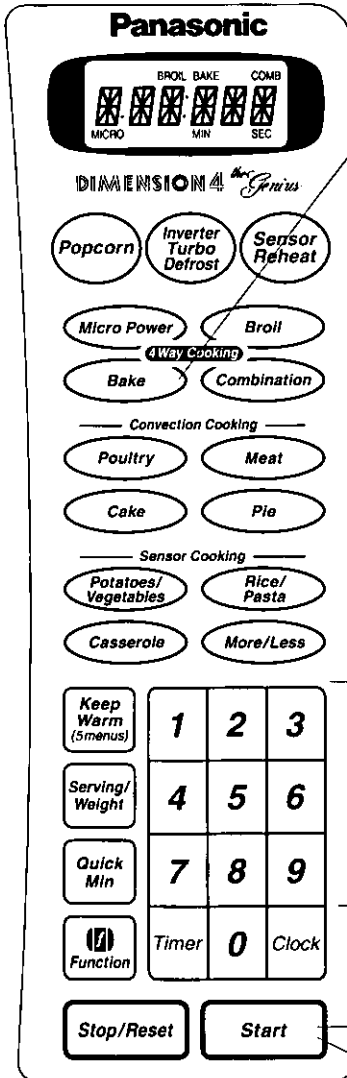 Panasonic
BROIL BAKE COMB
MICRO MIN SEC
DIMENSION 4 the Genius
Popcorn
Inverter
Turbo
Defrost
Sensor
Reheat
Micro Power
Broil
4 Way Cooking
Bake
Combination
Convection Cooking
Poultry
Meat
Cake
Pie
Sensor Cooking
Potatoes/
Vegetables
Rice/
Pasta
Casserole
More/Less
Keep
Warm
(5menus)
1 2 3
Serving/
Weight
4 5 6
Quick
Min
7 8 9
f
Function
Timer 0 Clock
Stop/Reset
Start